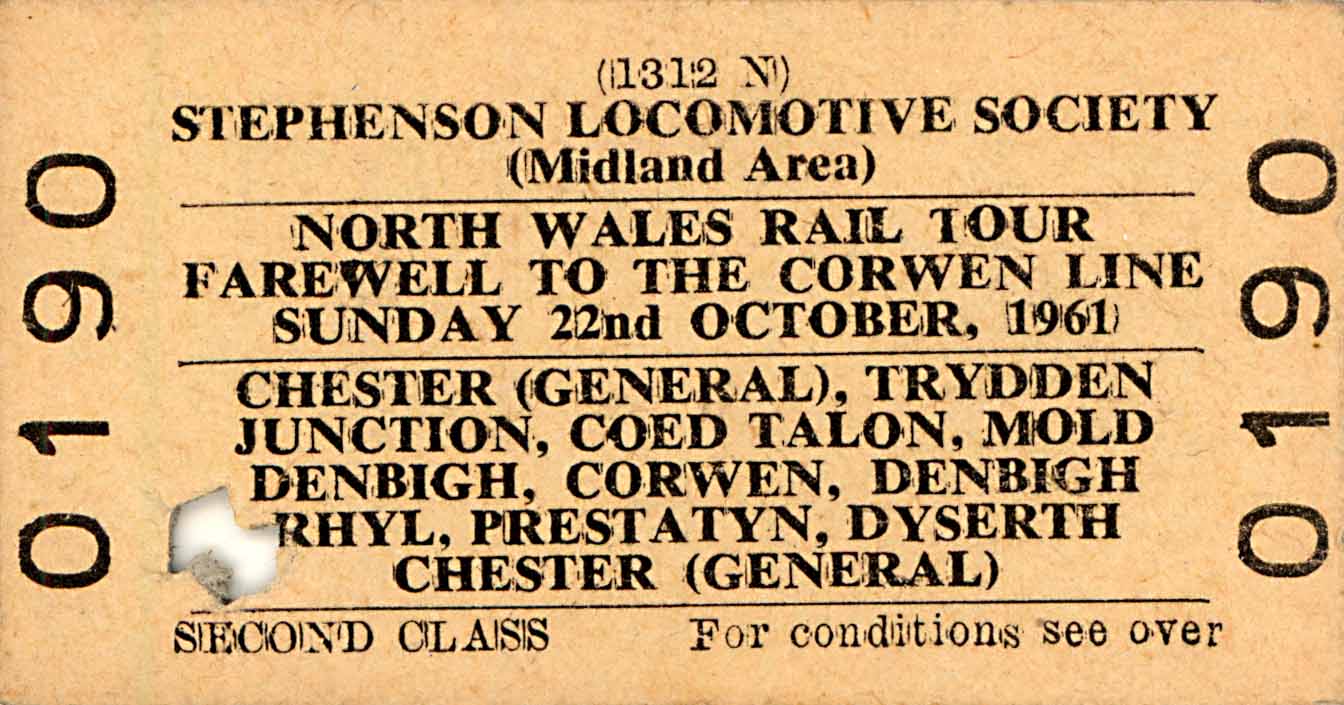 (1312 N)
STEPHENSON LOCOMOTIVE SOCIETY
(Midland Area)
NORTH WALES RAIL TOUR
FAREWELL TO THE CORWEN LINE
SUNDAY 22nd OCTOBER, 1961
CHESTER (GENERAL), TRYDDEN
JUNCTION, COED TALON, MOLD
DENBIGH, CORWEN, DENBIGH
RHYL, PRESTATYN, DYSERTH
CHESTER (GENERAL)
SECOND CLASS For conditions see over
0190
0190